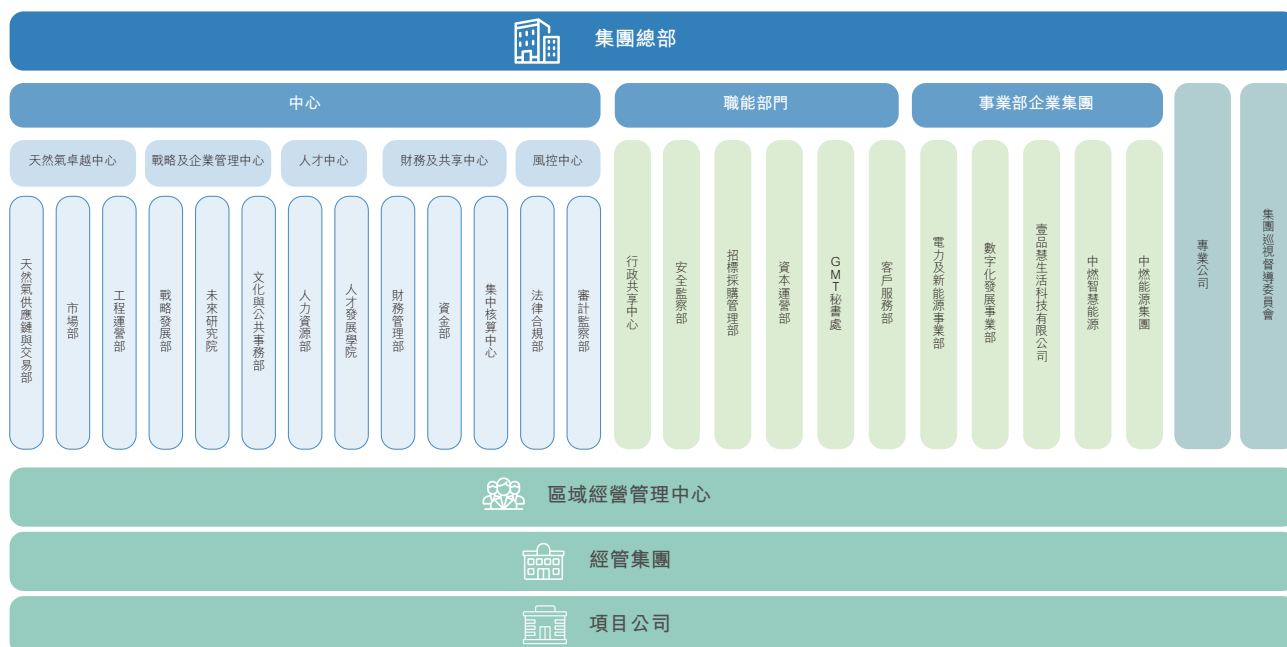 集團總部
中心
職能部門
事業部企業集團
天然氣卓越中心
戰略及企業管理中心
人才中心
財務及共享中心
風控中心
天然氣供應鏈與交易部
市場部
工程運營部
戰略發展部
未來研究院
文化與公共事務部
人力資源部
人才發展學院
財務管理部
資金部
集中核算中心
法律合規部
審計監察部
行政共享中心
安全監察部
招標採購管理部
資本運營部
GMT秘書處
客戶服務部
電力及新能源事業部
數字化發展事業部
壹品慧生活科技有限公司
中燃智慧能源
中燃能源集團
專業公司
集團巡視督導委員會
區域經營管理中心
經管集團
項目公司